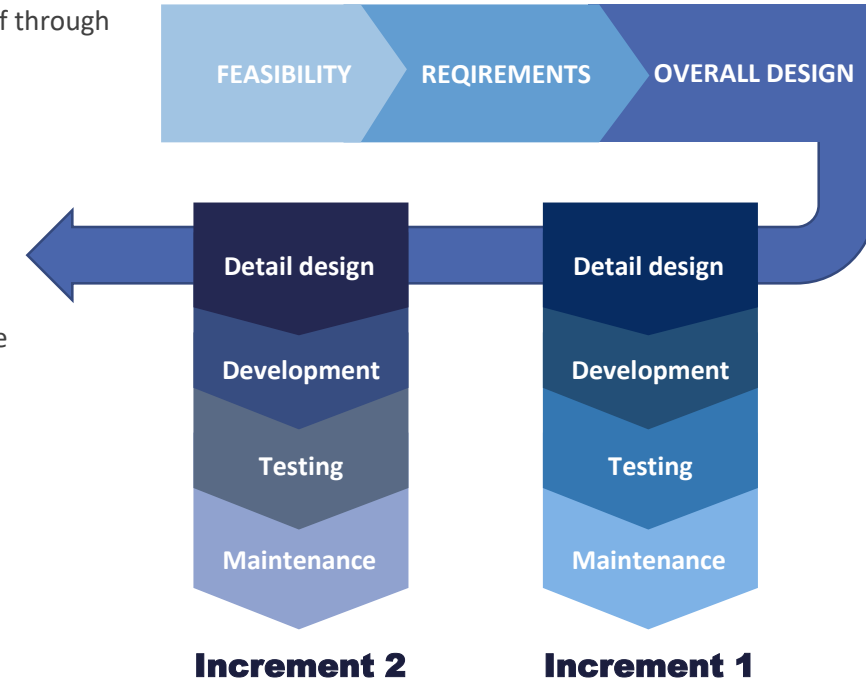 f through
FEASIBILITY REQIREMENTS OVERALL DESIGN
Detail design Detail design
e
Development Development
Testing Testing
Maintenance Maintenance
Increment 2 Increment 1